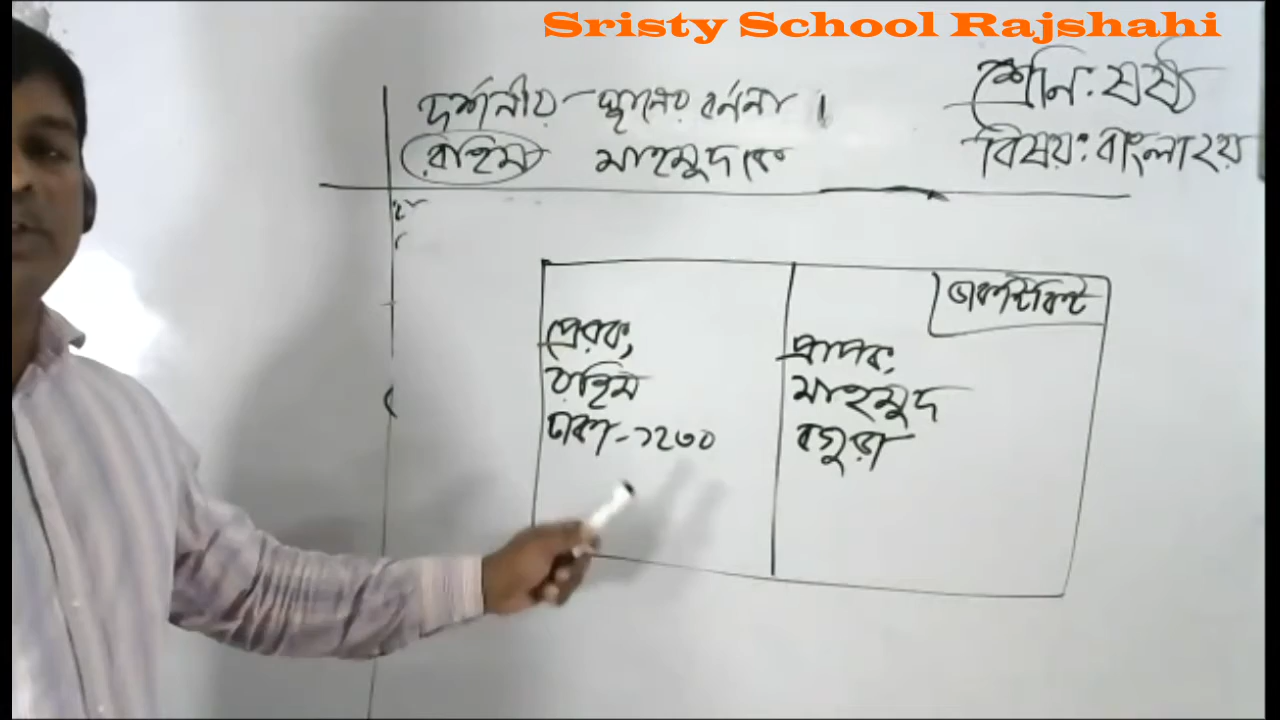 Sristy School Rajshahi
শ্রেনি: ষষ্ঠ
বিষয়: বাংলা ২য়
দর্শনীয় স্থানের বর্ননা ।
রহিম মাহমুদকে
ডাকটিকিট
প্রেরক,
রহিম
ঢাকা-১২৩০
প্রাপক,
মাহমুদ
বগুড়া